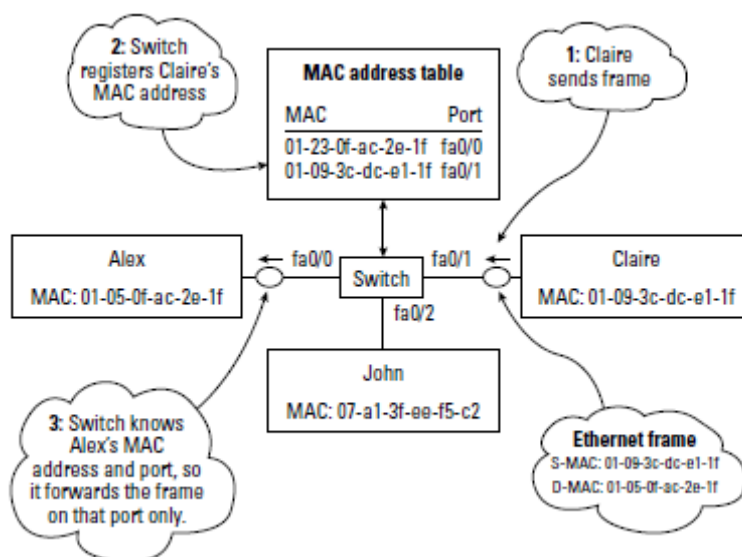 2: Switch
registers Claire's
MAC address
MAC address table
MAC Port
01-23-0f-ac-2e-1f fa0/0
01-09-3c-dc-e1-1f fa0/1
1: Claire
sends frame
Alex
MAC: 01-05-0f-ac-2e-1f
fa0/0
Switch
fa0/1
fa0/2
Claire
MAC: 01-09-3c-dc-e1-1f
John
MAC: 07-a1-3f-ee-f5-c2
3: Switch knows
Alex's MAC
address and port, so
it forwards the frame
on that port only.
Ethernet frame
S-MAC: 01-09-3c-dc-e1-1f
D-MAC: 01-05-0f-ac-2e-1f